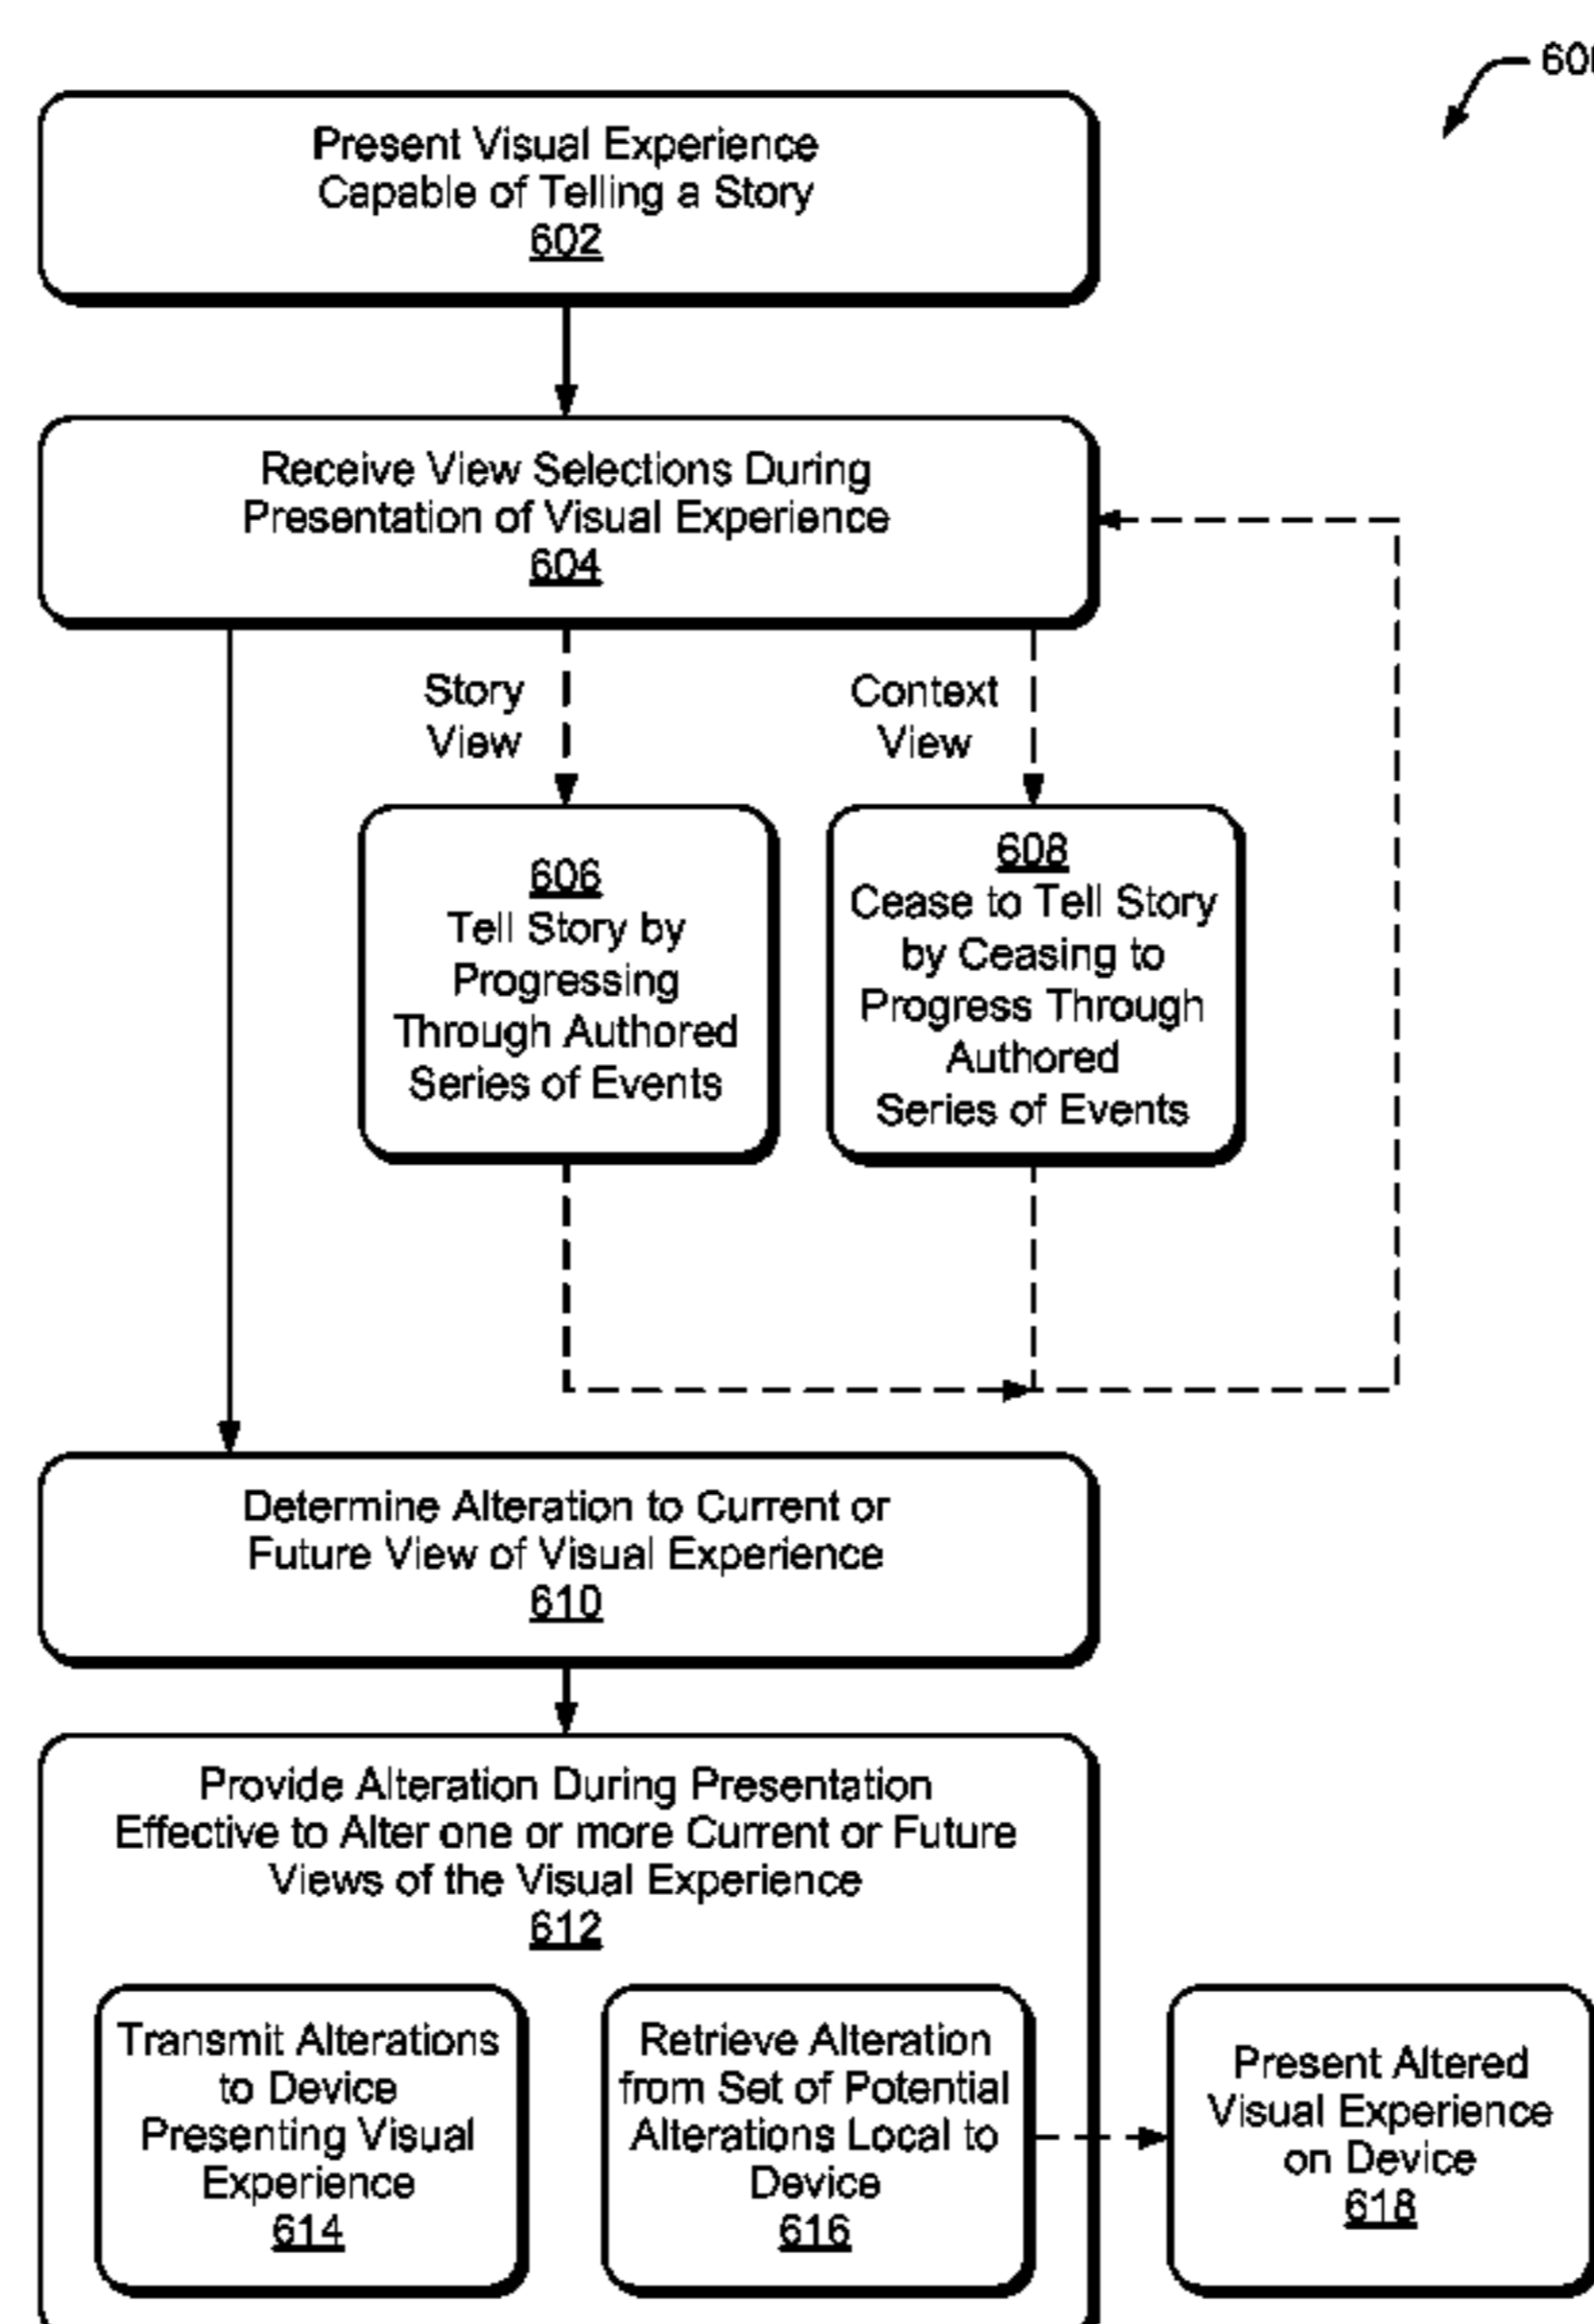 Present Visual Experience
Capable of Telling a Story
602
Receive View Selections During
Presentation of Visual Experience
604
Story
View
Context
View
606
Tell Story by
Progressing
Through Authored
Series of Events
608
Cease to Tell Story
by Ceasing to
Progress Through
Authored
Series of Events
Determine Alteration to Current or
Future View of Visual Experience
610
Provide Alteration During Presentation
Effective to Alter one or more Current or Future
Views of the Visual Experience
612
Transmit Alterations
to Device
Presenting Visual
Experience
614
Retrieve Alteration
from Set of Potential
Alterations Local to
Device
616
Present Altered
Visual Experience
on Device
618